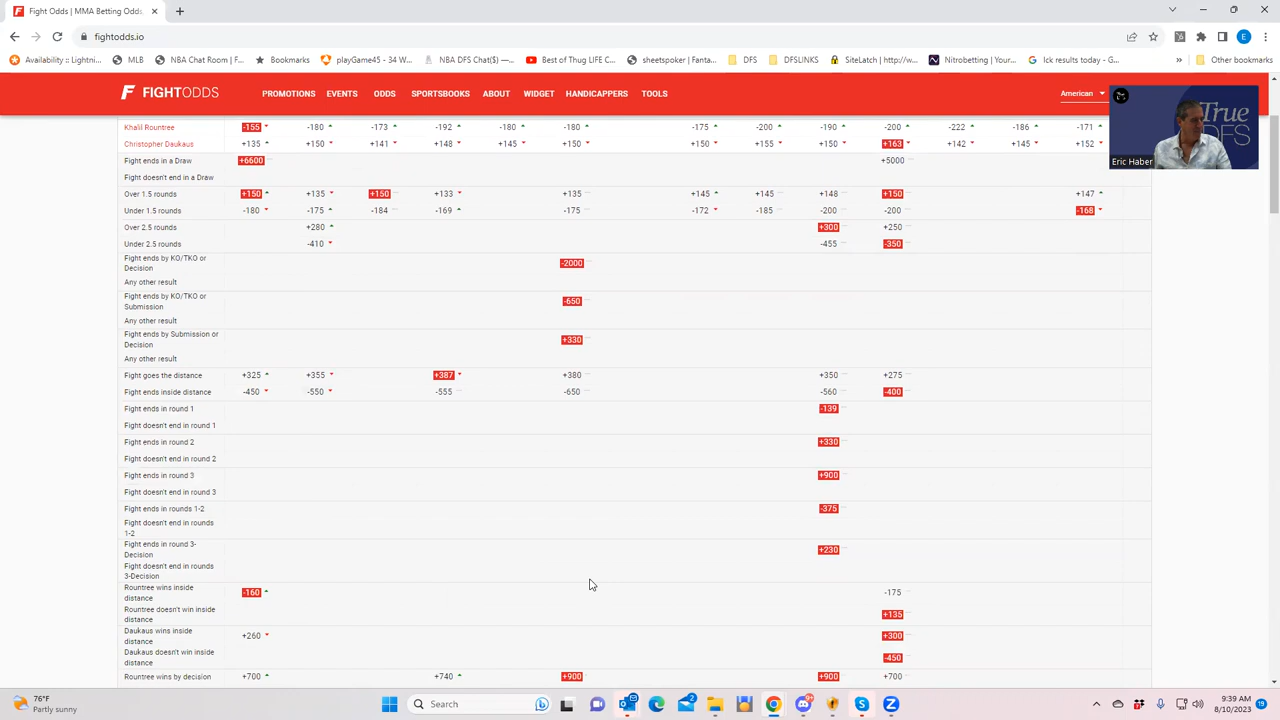 Fight Odds | MMA Betting Odds
fightodds.io
Availability :: Lightni... MLB NBA Chat Room | F... Bookmarks playGame45 - 34 W... NBA DFS Chat($) —... Best of Thug LIFE C... sheetspoker | Fanta... DFS DFSLINKS SiteLatch | http://w... Nitrobetting | Your... Ick results today - G... » Other bookmarks
FIGHTODDS PROMOTIONS EVENTS ODDS SPORTSBOOKS ABOUT WIDGET HANDICAPPERS TOOLS American
True
DFS
Eric Haber
Khalil Rountree -155 -180 -173 -192 -180 -180 -175 -200 -190 -200 -222 -186 -171
Christopher Daukaus +135 +150 +141 +148 +145 +150 +150 +155 +150 +163 +142 +145 +152
Fight ends in a Draw +6600 +5000
Fight doesn't end in a Draw
Over 1.5 rounds +150 +135 +150 +133 +135 +145 +145 +148 +150 +147
Under 1.5 rounds -180 -175 -184 -169 -175 -172 -185 -200 -200 -168
Over 2.5 rounds +280 +300 +250
Under 2.5 rounds -410 -455 -350
Fight ends by KO/TKO or
Decision -2000
Any other result
Fight ends by KO/TKO or
Submission -650
Any other result
Fight ends by Submission or
Decision +330
Any other result
Fight goes the distance +325 +355 +387 +380 +350 +275
Fight ends inside distance -450 -550 -555 -650 -560 -400
Fight ends in round 1 -139
Fight doesn't end in round 1
Fight ends in round 2 +330
Fight doesn't end in round 2
Fight ends in round 3 +900
Fight doesn't end in round 3
Fight ends in rounds 1-2 -375
Fight doesn't end in rounds
1-2
Fight ends in round 3-
Decision +230
Fight doesn't end in rounds
3-Decision
Rountree wins inside
distance -160 -175
Rountree doesn't win inside
distance +135
Daukaus wins inside
distance +260 +300
Daukaus doesn't win inside
distance -450
Rountree wins by decision +700 +740 +900 +900 +700
76°F
Partly sunny
Search
9:39 AM
8/10/2023